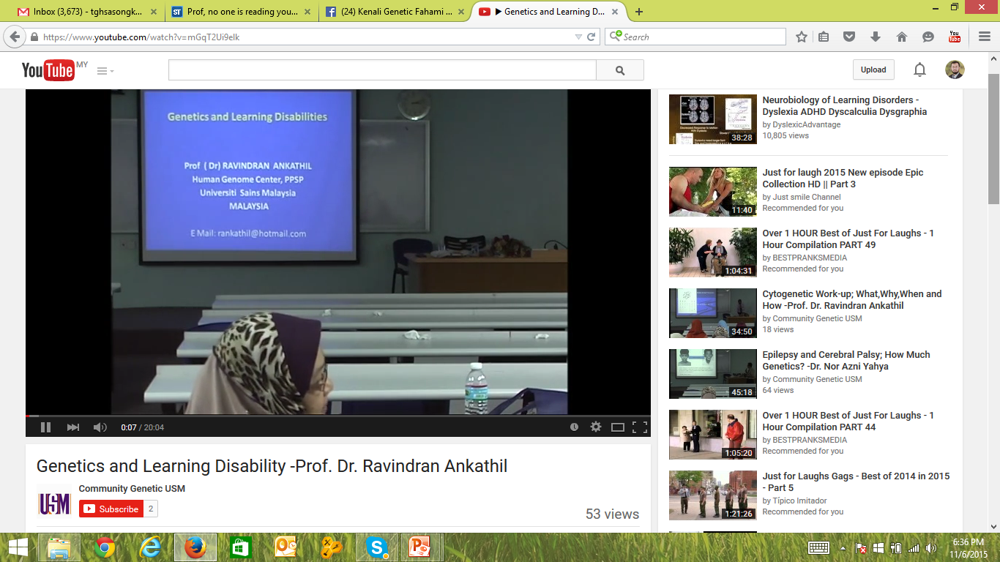 Inbox (3,673) - tghsasongk...
Prof, no one is reading you...
(24) Kenali Genetic Fahami ...
▶ Genetics and Learning D...
https://www.youtube.com/watch?v=mGqT2Ui9elk
Search
You
Tube
YouTube MY
Upload
Genetics and Learning Disabilities
Prof ( Dr) RAVINDRAN ANKATHIL
Human Genome Center, PPSP
Universiti Sains Malaysia
MALAYSIA
E Mail: rankathil@hotmail.com
0:07 / 20:04
Genetics and Learning Disability -Prof. Dr. Ravindran Ankathil
USM
Community Genetic USM
Subscribe 2
53 views
38:28
Neurobiology of Learning Disorders -
Dyslexia ADHD Dyscalculia Dysgraphia
by DyslexicAdvantage
10,805 views
11:40
Just for laugh 2015 New episode Epic
Collection HD || Part 3
by Just smile Channel
Recommended for you
1:04:31
Over 1 HOUR Best of Just For Laughs - 1
Hour Compilation PART 49
by BESTPRANKSMEDIA
Recommended for you
34:50
Cytogenetic Work-up; What,Why,When and
How -Prof. Dr. Ravindran Ankathil
by Community Genetic USM
18 views
45:18
Epilepsy and Cerebral Palsy; How Much
Genetics? -Dr. Nor Azni Yahya
by Community Genetic USM
64 views
1:05:20
Over 1 HOUR Best of Just For Laughs - 1
Hour Compilation PART 44
by BESTPRANKSMEDIA
Recommended for you
1:21:26
Just for Laughs Gags - Best of 2014 in 2015
- Part 5
by Típico Imitador
Recommended for you
6:36 PM
11/6/2015